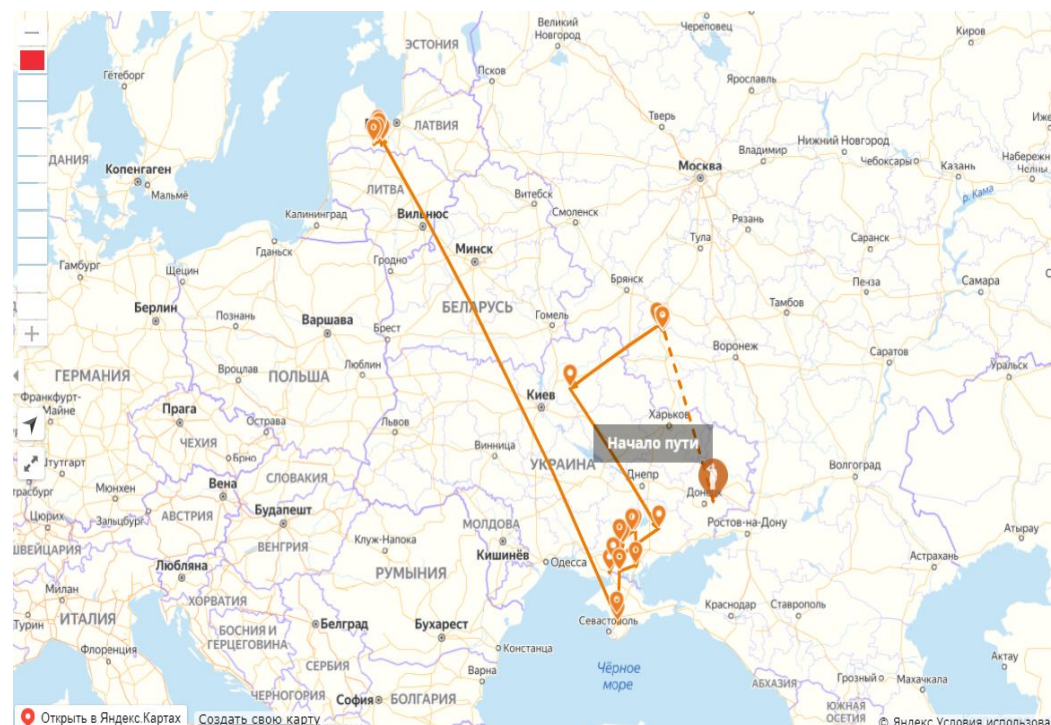 Великий
Новгород
Череповец
Киров
ЭСТОНИЯ
Псков
Гётеборг
Ярославль
Тверь
ЛАТВИЯ
Нижний Новгород
Владимир
Чебоксары
Казань
Набережн
Челны
Иже
ДАНИЯ
Копенгаген
Мальмё
Москва
р. Кама
ЛИТВА
Витебск
Смоленск
Калининград
Вильнюс
Рязань
Тула
Саранск
Гданьск
Минск
Гродно
Гамбург
Щецин
Брянск
Пенза
Самара
БЕЛАРУСЬ
Гомель
Тамбов
Берлин
Познань
Варшава
Брест
Воронеж
Саратов
Уральск
ГЕРМАНИЯ
Вроцлав
ПОЛЬША
Люблин
Франкфурт-
Майне
Киев
Прага
Острава
Львов
Харьков
ЧЕХИЯ
Брно
Винница
Начало пути
Штутгарт
СЛОВАКИЯ
УКРАИНА
Днепр
Волгоград
трасбург
Мюнхен
Вена
Донецк
Цюрих
Зальцбург
АВСТРИЯ
Будапешт
МОЛДОВА
Ростов-на-Дону
Атырау
ШВЕЙЦАРИЯ
ВЕНГРИЯ
Клуж-Напока
Кишинёв
Одесса
Астрахань
Любляна
РУМЫНИЯ
Милан
ХОРВАТИЯ
Турин
ИТАЛИЯ
БОСНИЯ И
ГЕРЦЕГОВИНА
Белград
Бухарест
Севастополь
Краснодар
Ставрополь
Флоренция
Констанца
СЕРБИЯ
Варна
Чёрное
море
Актау
ЧЕРНОГОРИЯ
София
БОЛГАРИЯ
АБХАЗИЯ
Грозный
Махачкала
ЮЖНАЯ
ОСЕТИЯ
Открыть в Яндекс.Картах
Создать свою карту
© Яндекс Условия использова